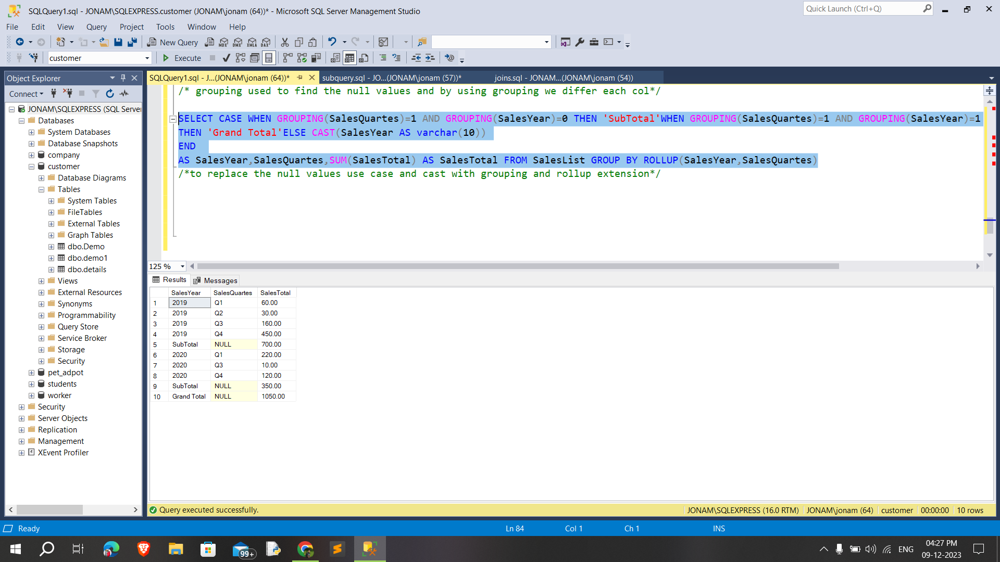 SQLQuery1.sql - JONAM\SQLEXPRESS.customer (JONAM\jonam (64))* - Microsoft SQL Server Management Studio
Quick Launch (Ctrl+Q)
File Edit View Query Project Tools Window Help
New Query MDX DMX XMLA DAX
customer Execute
Object Explorer
SQLQuery1.sql - J...(JONAM\jonam (64))* subquery.sql - JO...(JONAM\jonam (57))* joins.sql - JONAM...(JONAM\jonam (54))
Connect
JONAM\SQLEXPRESS (SQL Server
Databases
System Databases
Database Snapshots
company
customer
Database Diagrams
Tables
System Tables
FileTables
External Tables
Graph Tables
dbo.Demo
dbo.demo1
dbo.details
Views
External Resources
Synonyms
Programmability
Query Store
Service Broker
Storage
Security
pet_adpot
students
worker
Security
Server Objects
Replication
Management
XEvent Profiler
/* grouping used to find the null values and by using grouping we differ each col*/
SELECT CASE WHEN GROUPING(SalesQuartes)=1 AND GROUPING(SalesYear)=0 THEN 'SubTotal'WHEN GROUPING(SalesQuartes)=1 AND GROUPING(SalesYear)=1
THEN 'Grand Total'ELSE CAST(SalesYear AS varchar(10))
END
AS SalesYear,SalesQuartes,SUM(SalesTotal) AS SalesTotal FROM SalesList GROUP BY ROLLUP(SalesYear,SalesQuartes)
/*to replace the null values use case and cast with grouping and rollup extension*/
125 %
Results Messages
SalesYear SalesQuartes SalesTotal
1 2019 Q1 60.00
2 2019 Q2 30.00
3 2019 Q3 160.00
4 2019 Q4 450.00
5 SubTotal NULL 700.00
6 2020 Q1 220.00
7 2020 Q3 10.00
8 2020 Q4 120.00
9 SubTotal NULL 350.00
10 Grand Total NULL 1050.00
Query executed successfully. JONAM\SQLEXPRESS (16.0 RTM) JONAM\jonam (64) customer 00:00:00 10 rows
Ready Ln 84 Col 1 Ch 1 INS
99+ ENG 04:27 PM
09-12-2023